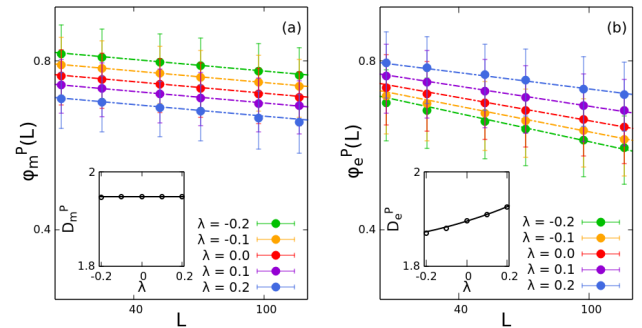 (a)
0.8
0.4
φₘᴾ(L)
2
1.8
Dₘᴾ
-0.2
0
0.2
λ
λ = -0.2
λ = -0.1
λ = 0.0
λ = 0.1
λ = 0.2
40
100
L
(b)
0.8
0.4
φₑᴾ(L)
2
1.8
Dₑᴾ
-0.2
0
0.2
λ
λ = -0.2
λ = -0.1
λ = 0.0
λ = 0.1
λ = 0.2
40
100
L